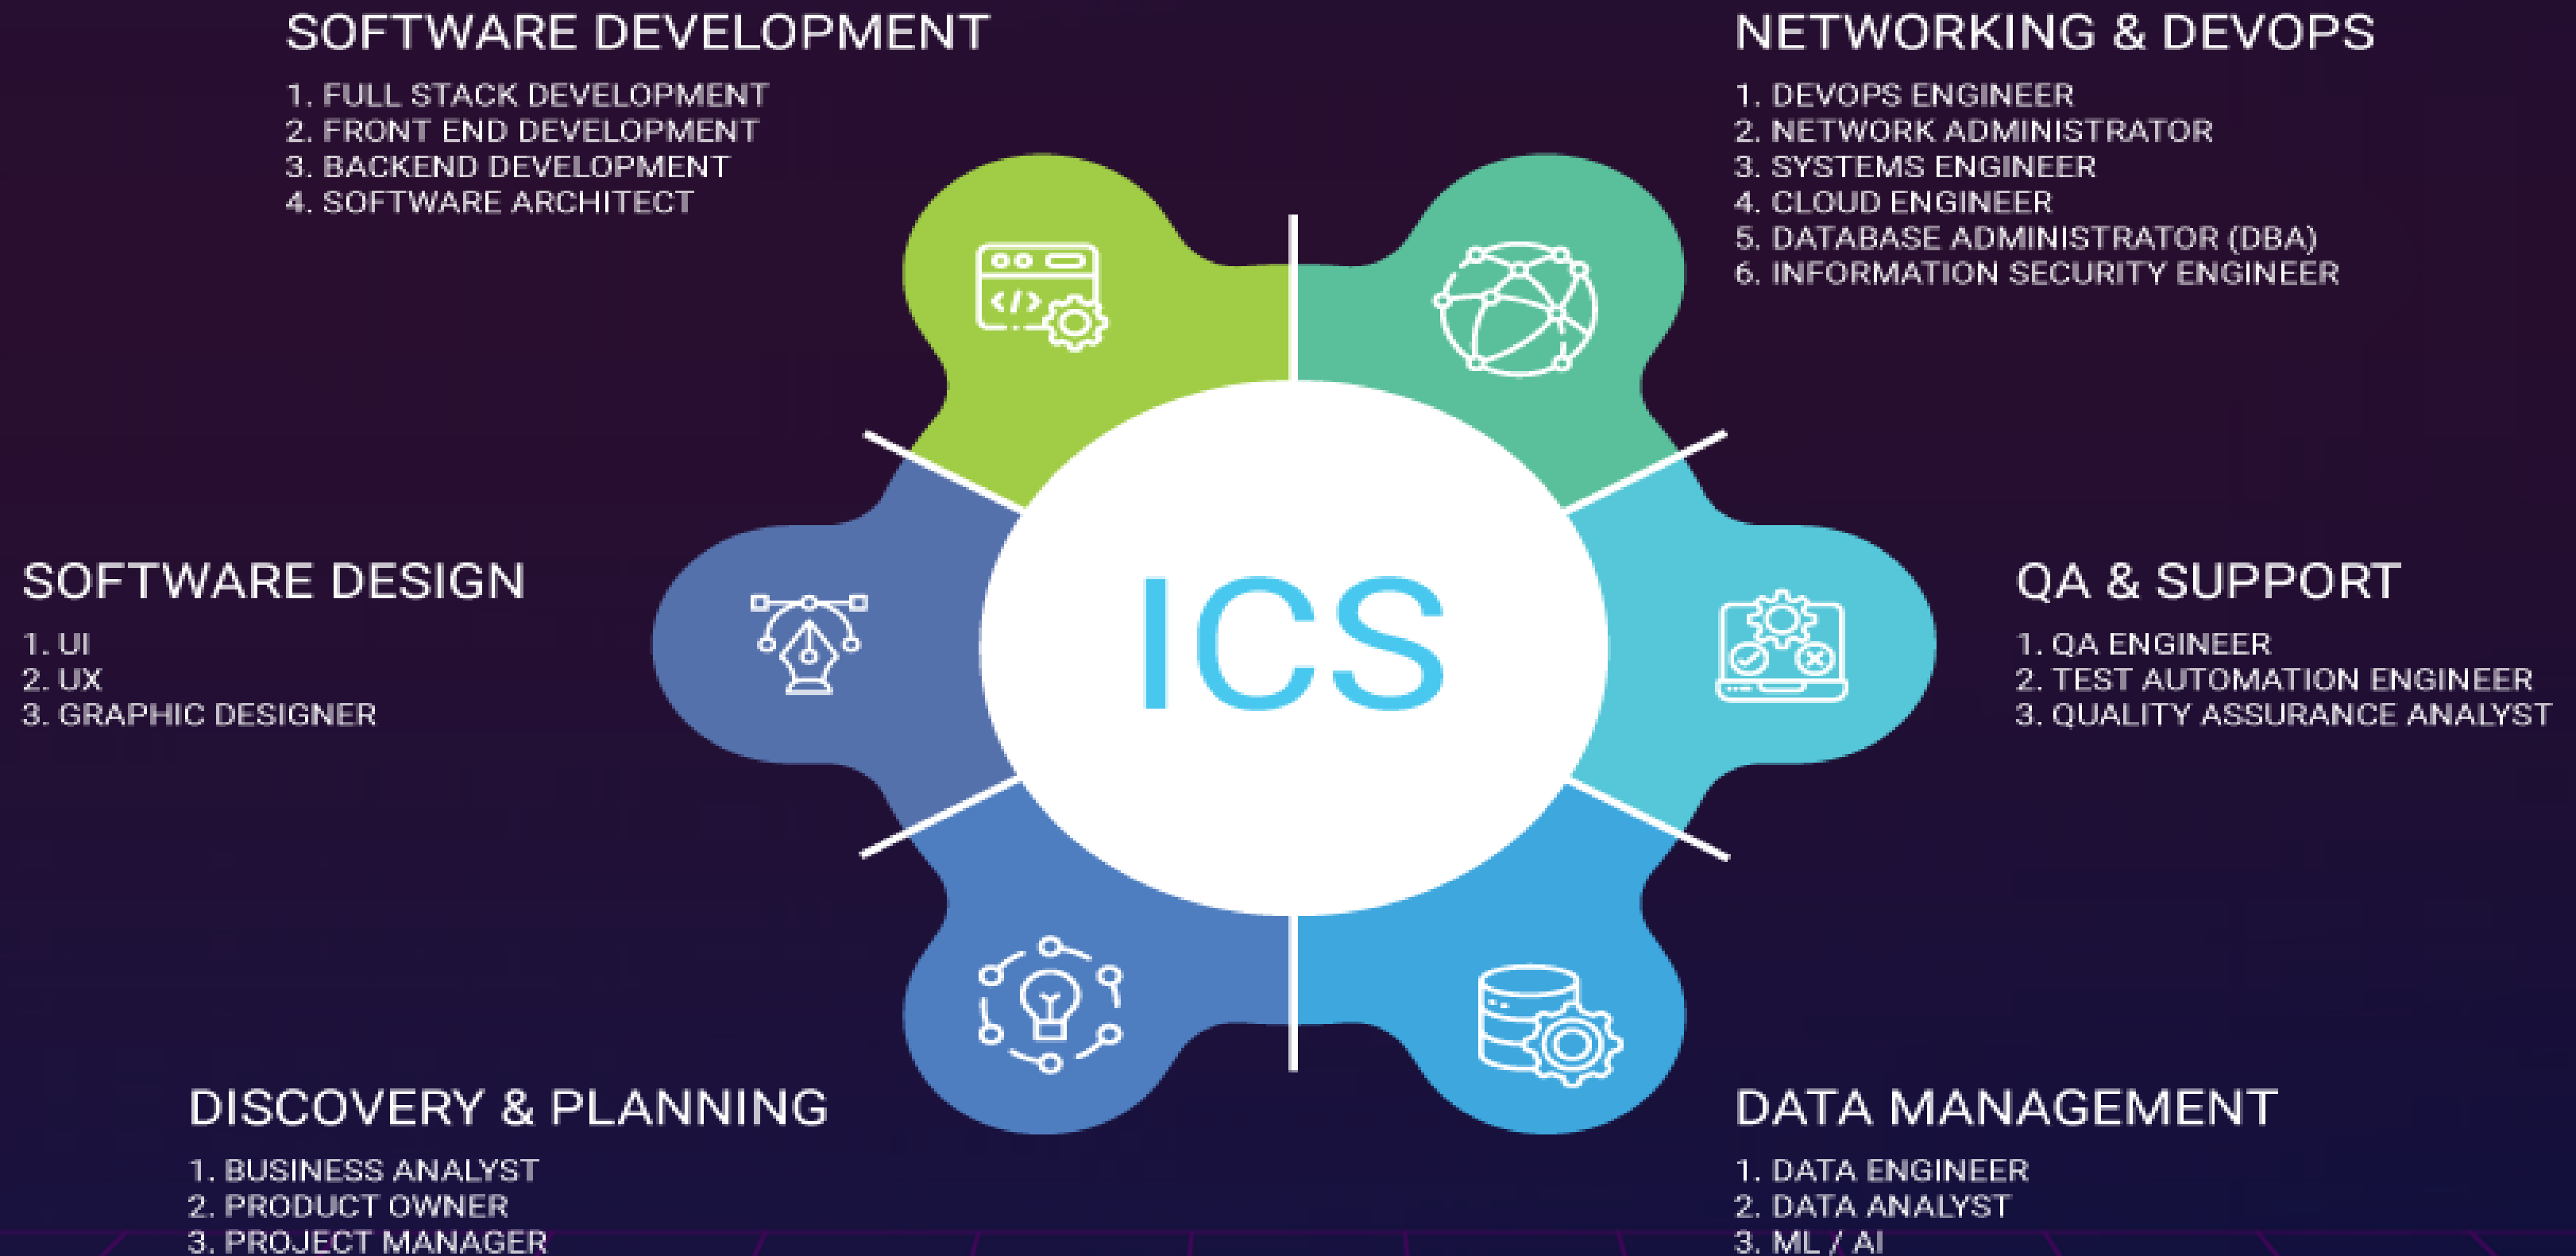 SOFTWARE DEVELOPMENT
1. FULL STACK DEVELOPMENT
2. FRONT END DEVELOPMENT
3. BACKEND DEVELOPMENT
4. SOFTWARE ARCHITECT
NETWORKING & DEVOPS
1. DEVOPS ENGINEER
2. NETWORK ADMINISTRATOR
3. SYSTEMS ENGINEER
4. CLOUD ENGINEER
5. DATABASE ADMINISTRATOR (DBA)
6. INFORMATION SECURITY ENGINEER
</>
SOFTWARE DESIGN
1. UI
2. UX
3. GRAPHIC DESIGNER
ICS
QA & SUPPORT
1. QA ENGINEER
2. TEST AUTOMATION ENGINEER
3. QUALITY ASSURANCE ANALYST
DISCOVERY & PLANNING
1. BUSINESS ANALYST
2. PRODUCT OWNER
3. PROJECT MANAGER
DATA MANAGEMENT
1. DATA ENGINEER
2. DATA ANALYST
3. ML / AI